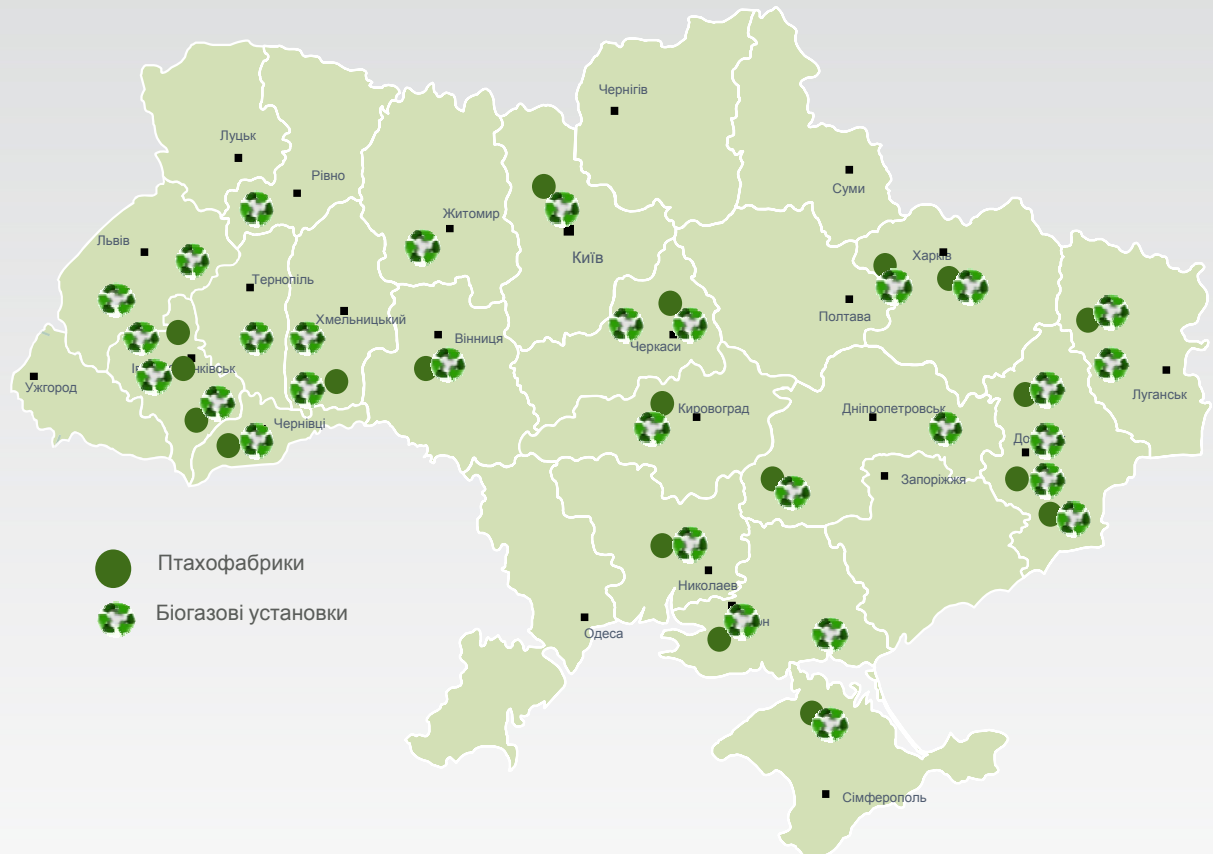 Чернігів
Луцьк
Рівно
Суми
Житомир
Львів
Київ
Харків
Тернопіль
Хмельницький
Полтава
Вінниця
Черкаси
Ужгород
Луганськ
Чернівці
Кировоград
Дніпропетровськ
Запоріжжя
Птахофабрики
Николаев
Біогазові установки
Одеса
Сімферополь